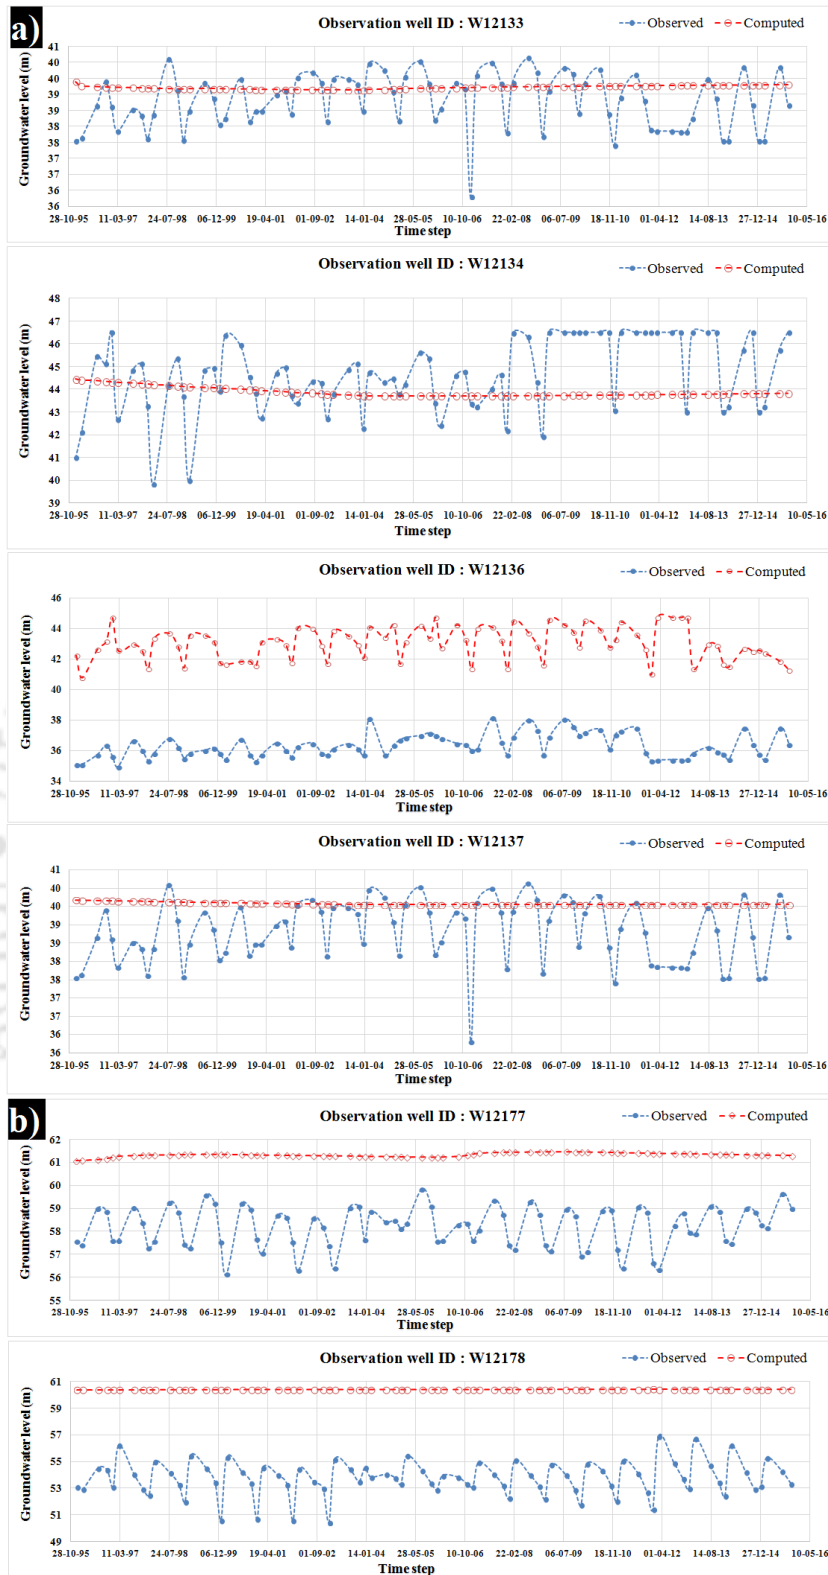 a)
Observation well ID : W12133
Observed Computed
Groundwater level (m)
41
40
40
39
39
38
38
37
37
36
36
28-10-95 11-03-97 24-07-98 06-12-99 19-04-01 01-09-02 14-01-04 28-05-05 10-10-06 22-02-08 06-07-09 18-11-10 01-04-12 14-08-13 27-12-14 10-05-16
Time step
Observation well ID : W12134
Observed Computed
Groundwater level (m)
48
47
46
45
44
43
42
41
40
39
28-10-95 11-03-97 24-07-98 06-12-99 19-04-01 01-09-02 14-01-04 28-05-05 10-10-06 22-02-08 06-07-09 18-11-10 01-04-12 14-08-13 27-12-14 10-05-16
Time step
Observation well ID : W12136
Observed Computed
Groundwater level (m)
46
44
42
40
38
36
34
28-10-95 11-03-97 24-07-98 06-12-99 19-04-01 01-09-02 14-01-04 28-05-05 10-10-06 22-02-08 06-07-09 18-11-10 01-04-12 14-08-13 27-12-14 10-05-16
Time step
Observation well ID : W12137
Observed Computed
Groundwater level (m)
41
40
40
39
39
38
38
37
37
36
36
28-10-95 11-03-97 24-07-98 06-12-99 19-04-01 01-09-02 14-01-04 28-05-05 10-10-06 22-02-08 06-07-09 18-11-10 01-04-12 14-08-13 27-12-14 10-05-16
Time step
b)
Observation well ID : W12177
Observed Computed
Groundwater level (m)
62
61
60
59
58
57
56
55
28-10-95 11-03-97 24-07-98 06-12-99 19-04-01 01-09-02 14-01-04 28-05-05 10-10-06 22-02-08 06-07-09 18-11-10 01-04-12 14-08-13 27-12-14 10-05-16
Time step
Observation well ID : W12178
Observed Computed
Groundwater level (m)
61
59
57
55
53
51
49
28-10-95 11-03-97 24-07-98 06-12-99 19-04-01 01-09-02 14-01-04 28-05-05 10-10-06 22-02-08 06-07-09 18-11-10 01-04-12 14-08-13 27-12-14 10-05-16
Time step